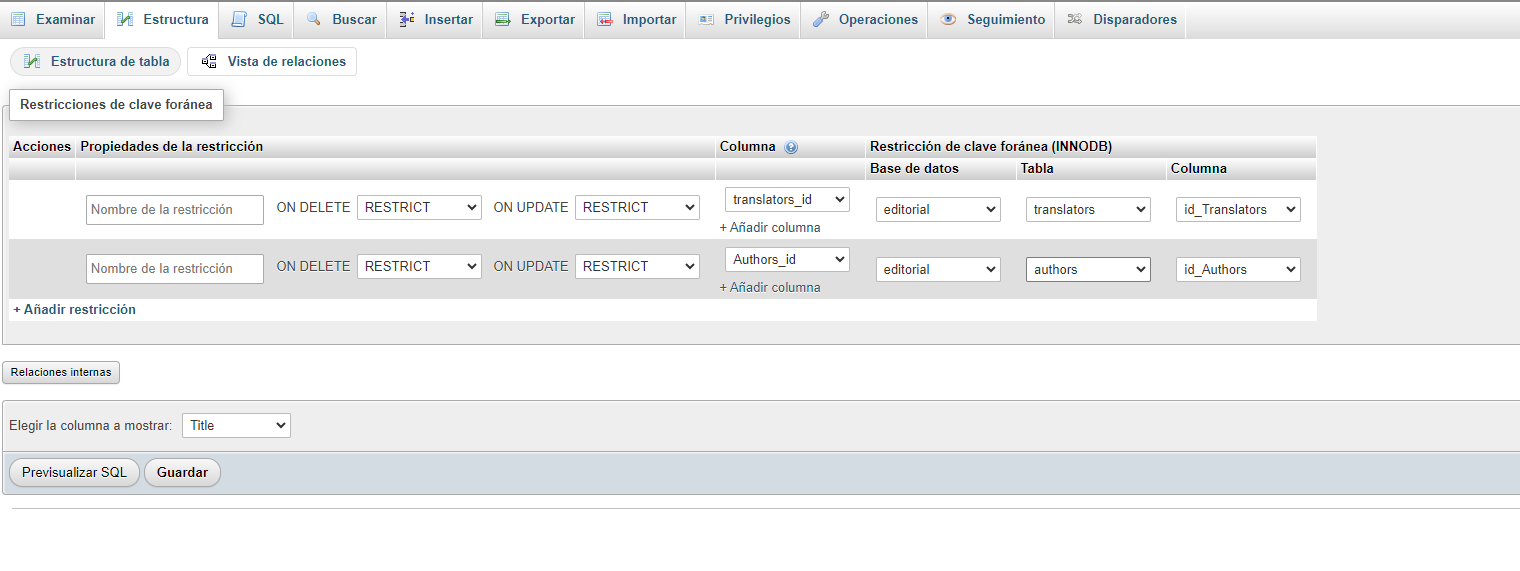 Examinar Estructura SQL Buscar Insertar Exportar Importar Privilegios Operaciones Seguimiento Disparadores
Estructura de tabla Vista de relaciones
Restricciones de clave foránea
Acciones Propiedades de la restricción Columna Restricción de clave foránea (INNODB)
Base de datos Tabla Columna
Nombre de la restricción ON DELETE RESTRICT ON UPDATE RESTRICT translators_id editorial translators id_Translators
+ Añadir columna
Nombre de la restricción ON DELETE RESTRICT ON UPDATE RESTRICT Authors_id editorial authors id_Authors
+ Añadir columna
+ Añadir restricción
Relaciones internas
Elegir la columna a mostrar: Title
Previsualizar SQL Guardar